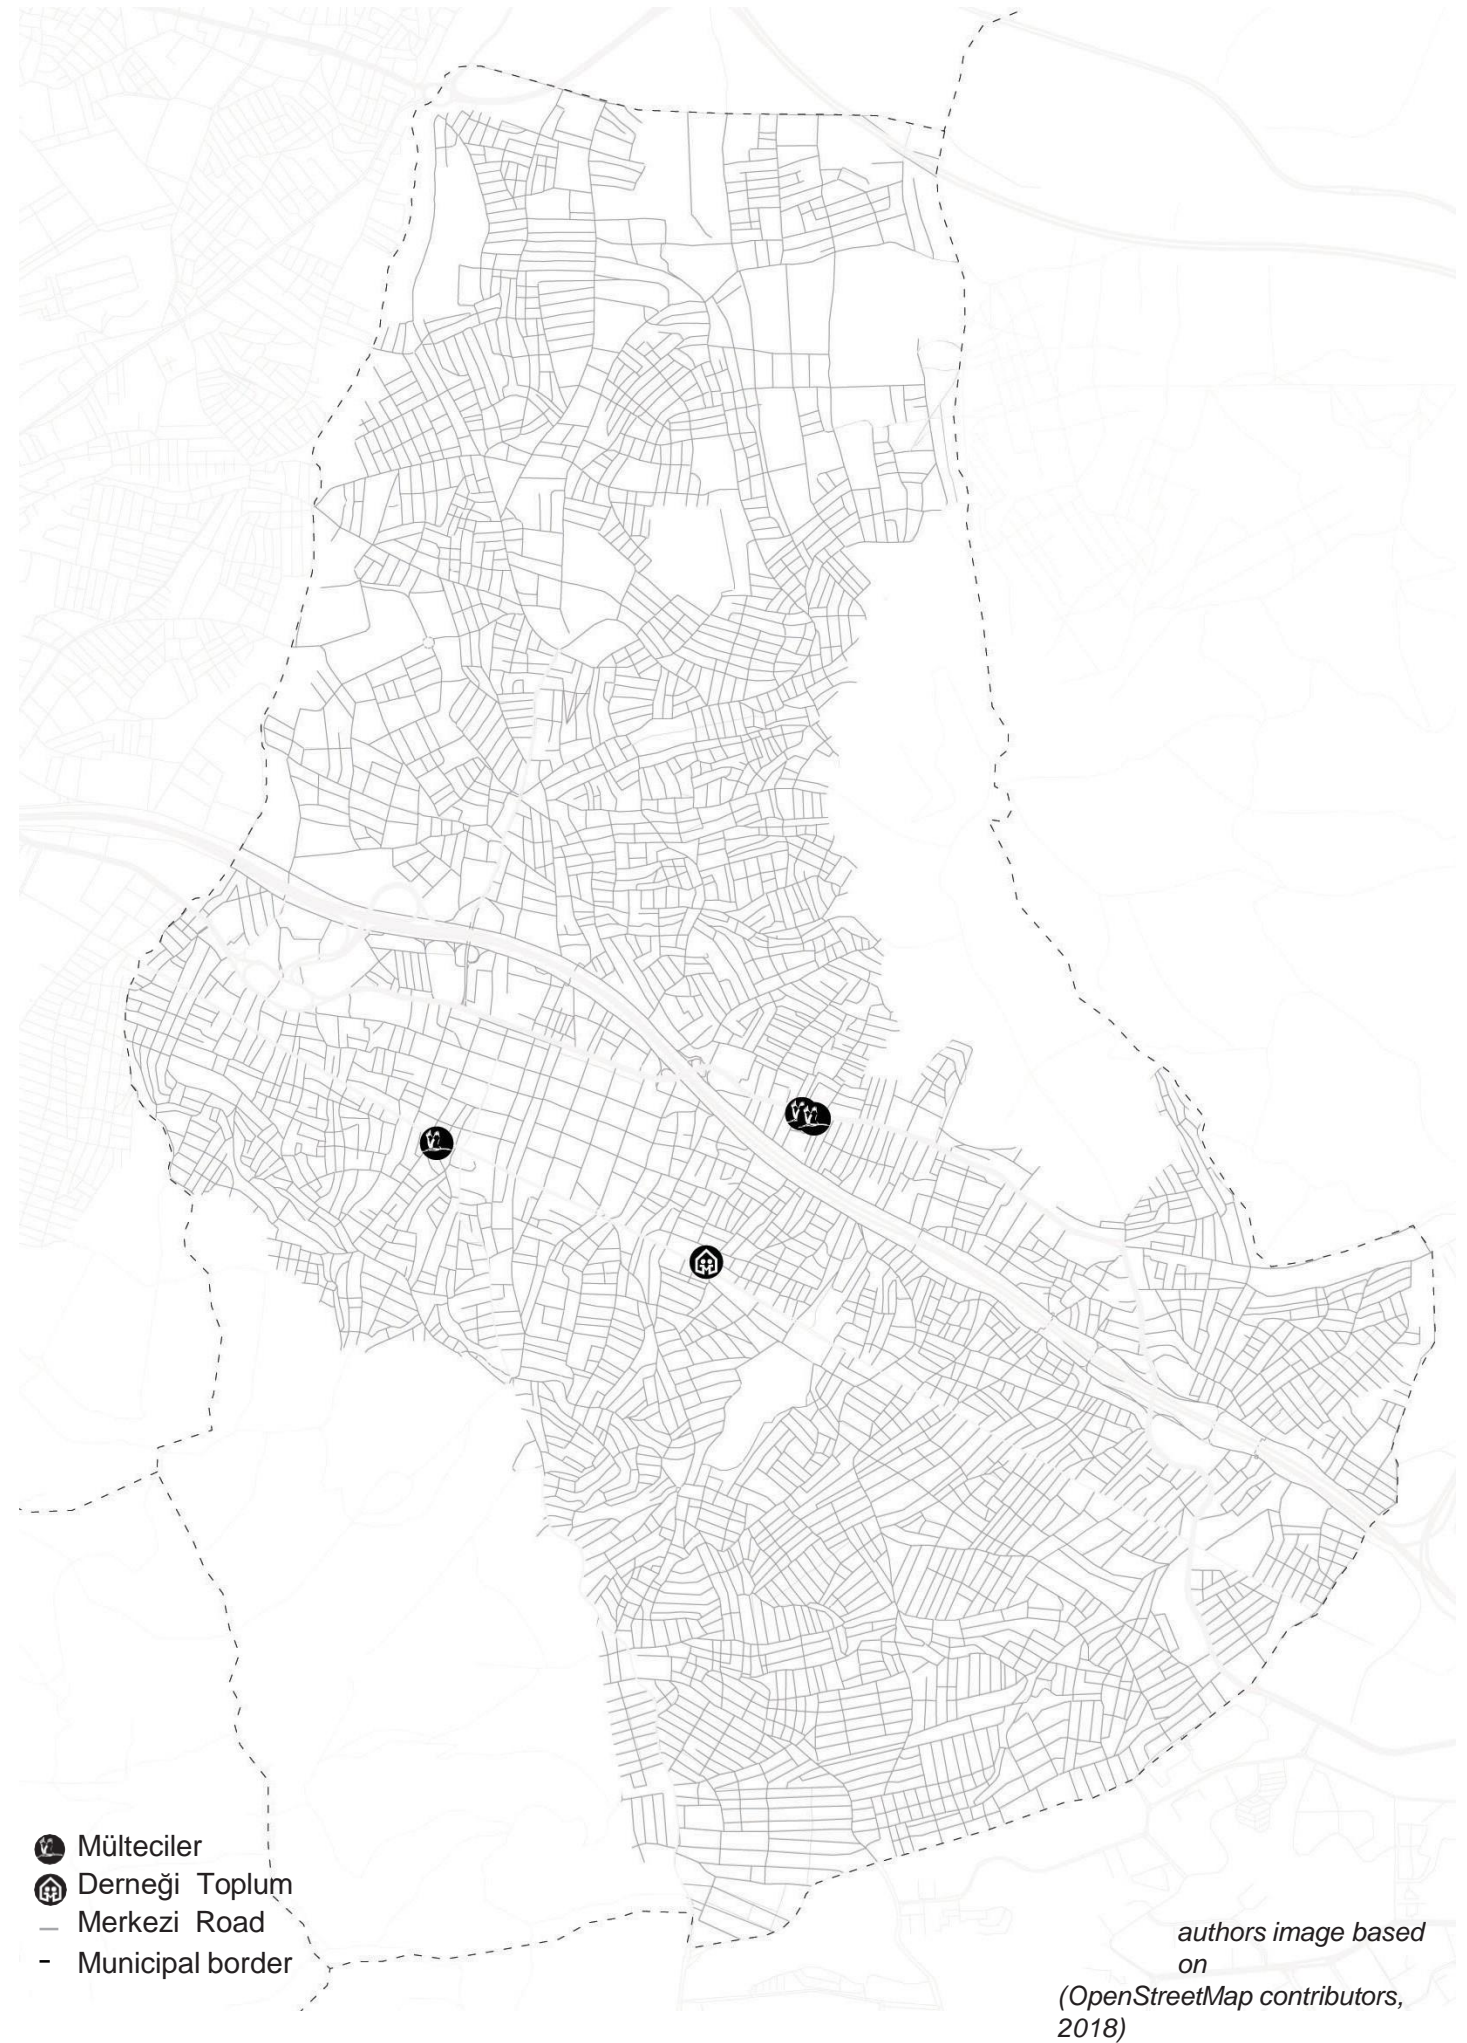 Mülteciler
Derneği Toplum
Merkezi Road
Municipal border
authors image based
on
(OpenStreetMap contributors,
2018)